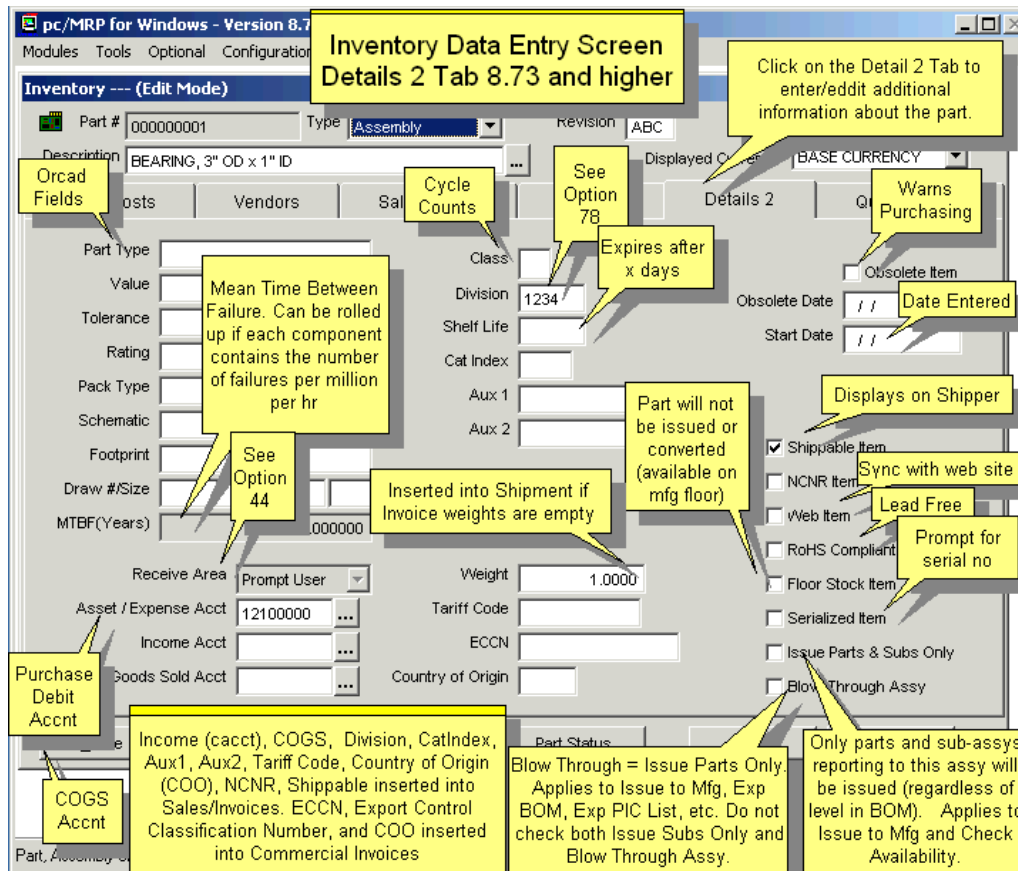 pc/MRP for Windows - Version 8.7
Modules Tools Optional Configuration
Inventory Data Entry Screen
Details 2 Tab 8.73 and higher
Click on the Detail 2 Tab to
enter/eddit additional
information about the part.
Inventory --- (Edit Mode)
Part # 000000001 Type Assembly Revision ABC
Description BEARING, 3" OD x 1" ID ... Displayed BASE CURRENCY
Orcad
Fields
Cycle
Counts
See
Option
78
Warns
Purchasing
osts Vendors Sal Details 2
Expires after
x days
Part Type
Value
Tolerance
Rating
Pack Type
Schematic
Footprint
Draw #/Size
MTBF(Years) .000000
Mean Time Between
Failure. Can be rolled
up if each component
contains the number
of failures per million
per hr
See
Option
44
Class
Division 1234
Shelf Life
Cat Index
Aux 1
Aux 2
Obsolete Item
Obsolete Date / /
Start Date / /
Date Entered
Part will not
be issued or
converted
(available on
mfg floor)
Displays on Shipper
Shippable Item
NCNR Item
Sync with web site
Web Item
Lead Free
RoHS Compliant
Prompt for
serial no
Floor Stock Item
Serialized Item
Issue Parts & Subs Only
Blow Through Assy
Inserted into Shipment if
Invoice weights are empty
Receive Area Prompt User
Asset / Expense Acct 12100000 ...
Income Acct ...
Goods Sold Acct ...
Weight 1.0000
Tariff Code
ECCN
Country of Origin
Purchase
Debit
Accnt
COGS
Accnt
Income (cacct), COGS, Division, CatIndex,
Aux1, Aux2, Tariff Code, Country of Origin
(COO), NCNR, Shippable inserted into
Sales/Invoices. ECCN, Export Control
Classification Number, and COO inserted
into Commercial Invoices
Part Status
Blow Through = Issue Parts Only.
Applies to Issue to Mfg, Exp
BOM, Exp PIC List, etc. Do not
check both Issue Subs Only and
Blow Through Assy.
Only parts and sub-assys
reporting to this assy will
be issued (regardless of
level in BOM). Applies to
Issue to Mfg and Check
Availability.
Part, Assembly